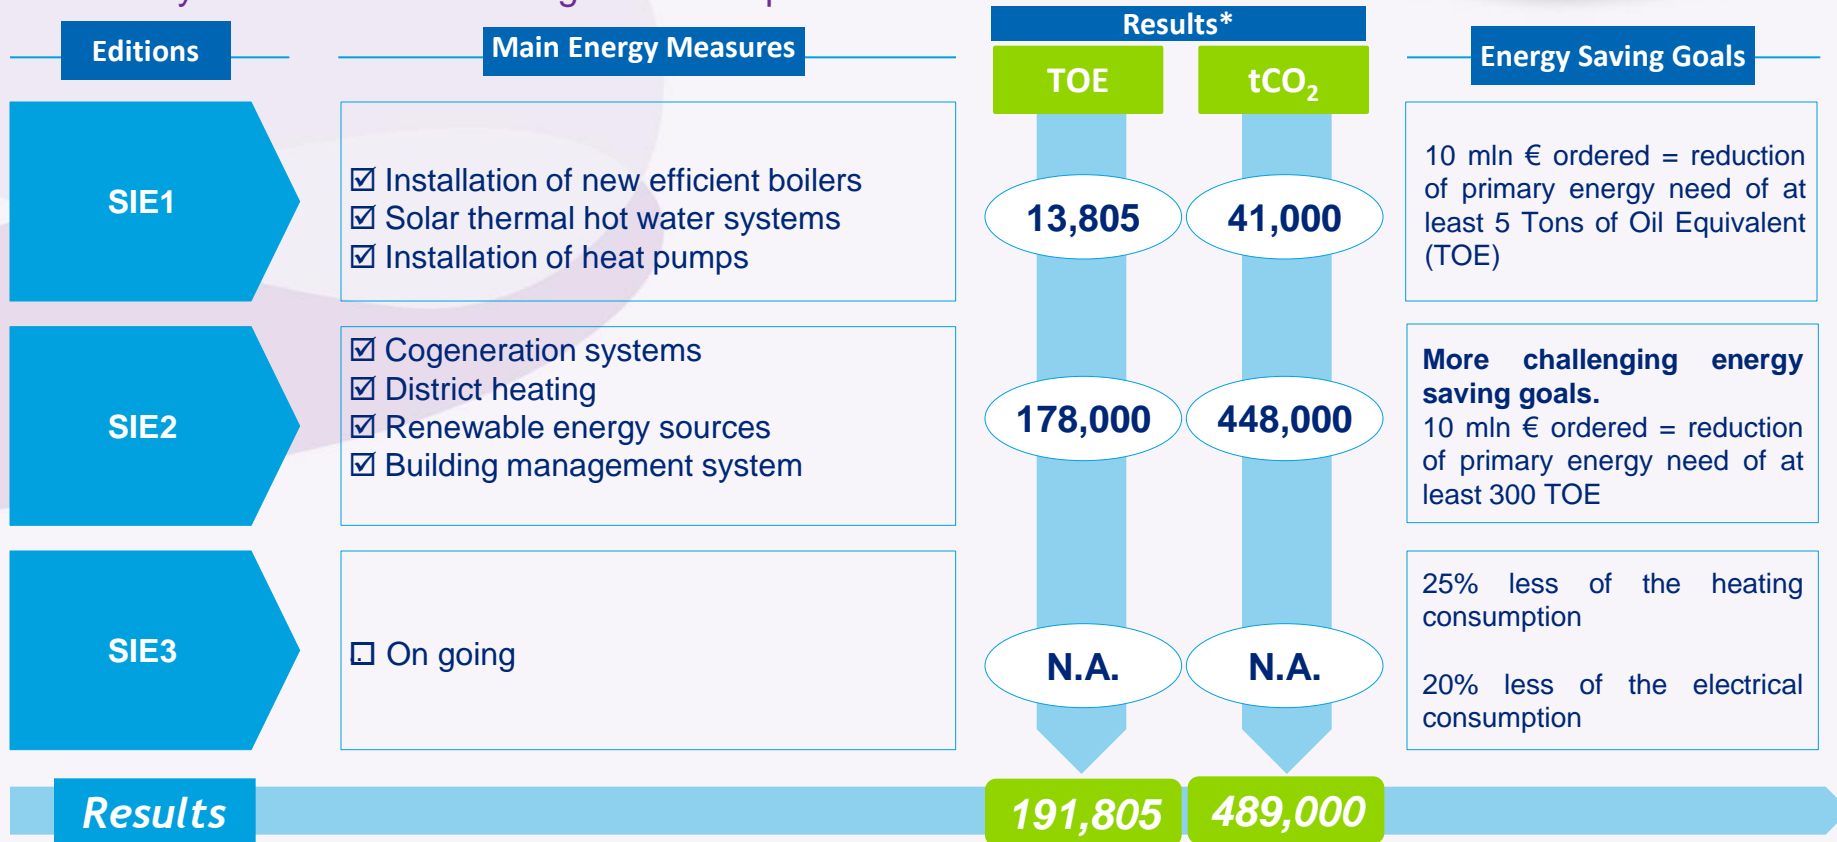 Editions
Main Energy Measures
Results*
TOE
tCO₂
Energy Saving Goals
SIE1
☑ Installation of new efficient boilers
☑ Solar thermal hot water systems
☑ Installation of heat pumps
13,805
41,000
10 mln € ordered = reduction
of primary energy need of at
least 5 Tons of Oil Equivalent
(TOE)
SIE2
☑ Cogeneration systems
☑ District heating
☑ Renewable energy sources
☑ Building management system
178,000
448,000
More challenging energy
saving goals.
10 mln € ordered = reduction
of primary energy need of at
least 300 TOE
SIE3
☐ On going
N.A.
N.A.
25% less of the heating
consumption
20% less of the electrical
consumption
Results
191,805
489,000